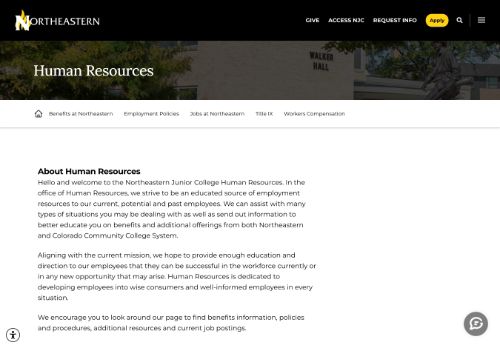 NORTHEASTERN
GIVE ACCESS NJC REQUEST INFO Apply
WALKER
HALL
Human Resources
Benefits at Northeastern Employment Policies Jobs at Northeastern Title IX Workers Compensation
About Human Resources
Hello and welcome to the Northeastern Junior College Human Resources. In the
office of Human Resources, we strive to be an educated source of employment
resources to our current, potential and past employees. We can assist with many
types of situations you may be dealing with as well as send out information to
better educate you on benefits and additional offerings from both Northeastern
and Colorado Community College System.
Aligning with the current mission, we hope to provide enough education and
direction to our employees that they can be successful in the workforce currently or
in any new opportunity that may arise. Human Resources is dedicated to
developing employees into wise consumers and well-informed employees in every
situation.
We encourage you to look around our page to find benefits information, policies
and procedures, additional resources and current job postings.